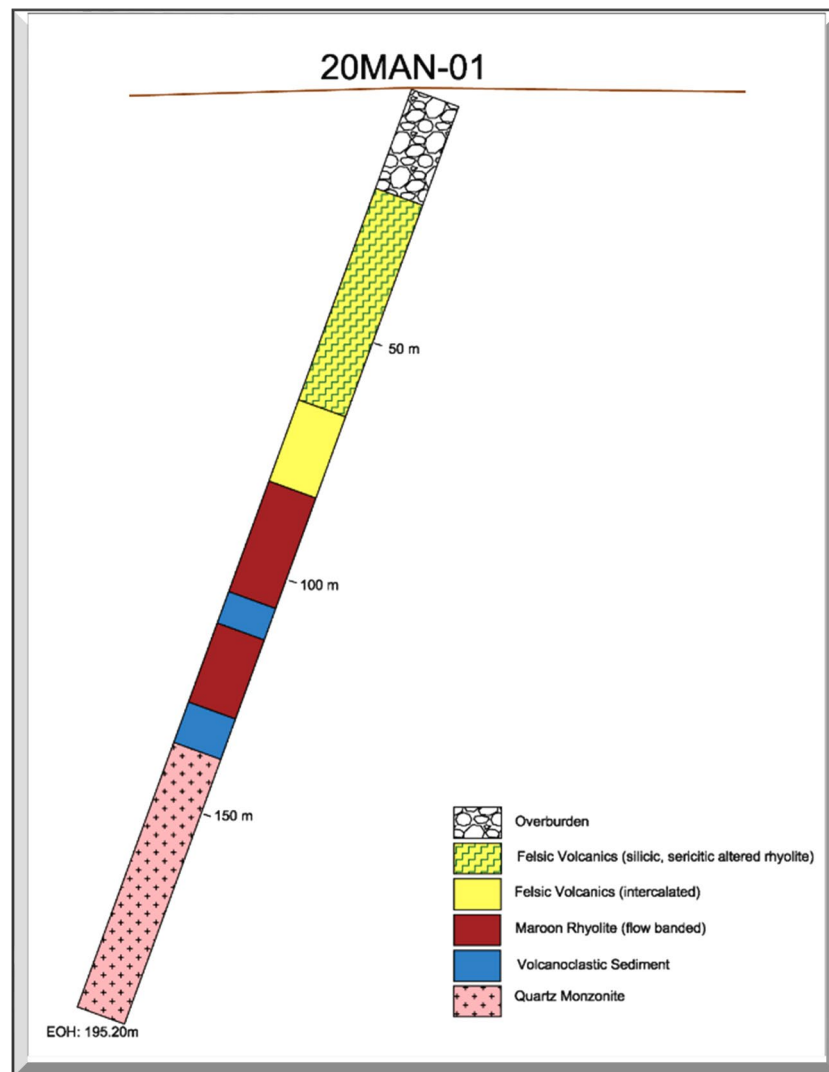 20MAN-01
50 m
100 m
150 m
EOH: 195.20m
Overburden
Felsic Volcanics (silicic, sericitic altered rhyolite)
Felsic Volcanics (intercalated)
Maroon Rhyolite (flow banded)
Volcanoclastic Sediment
Quartz Monzonite